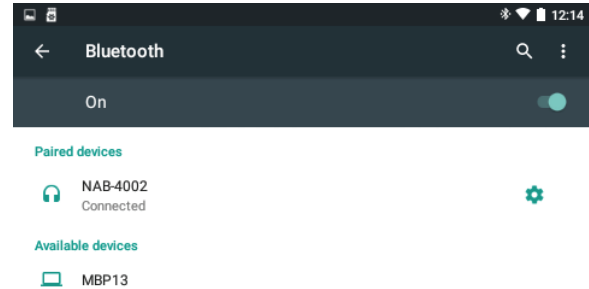 12:14
Bluetooth
On
Paired devices
NAB-4002
Connected
Available devices
MBP13